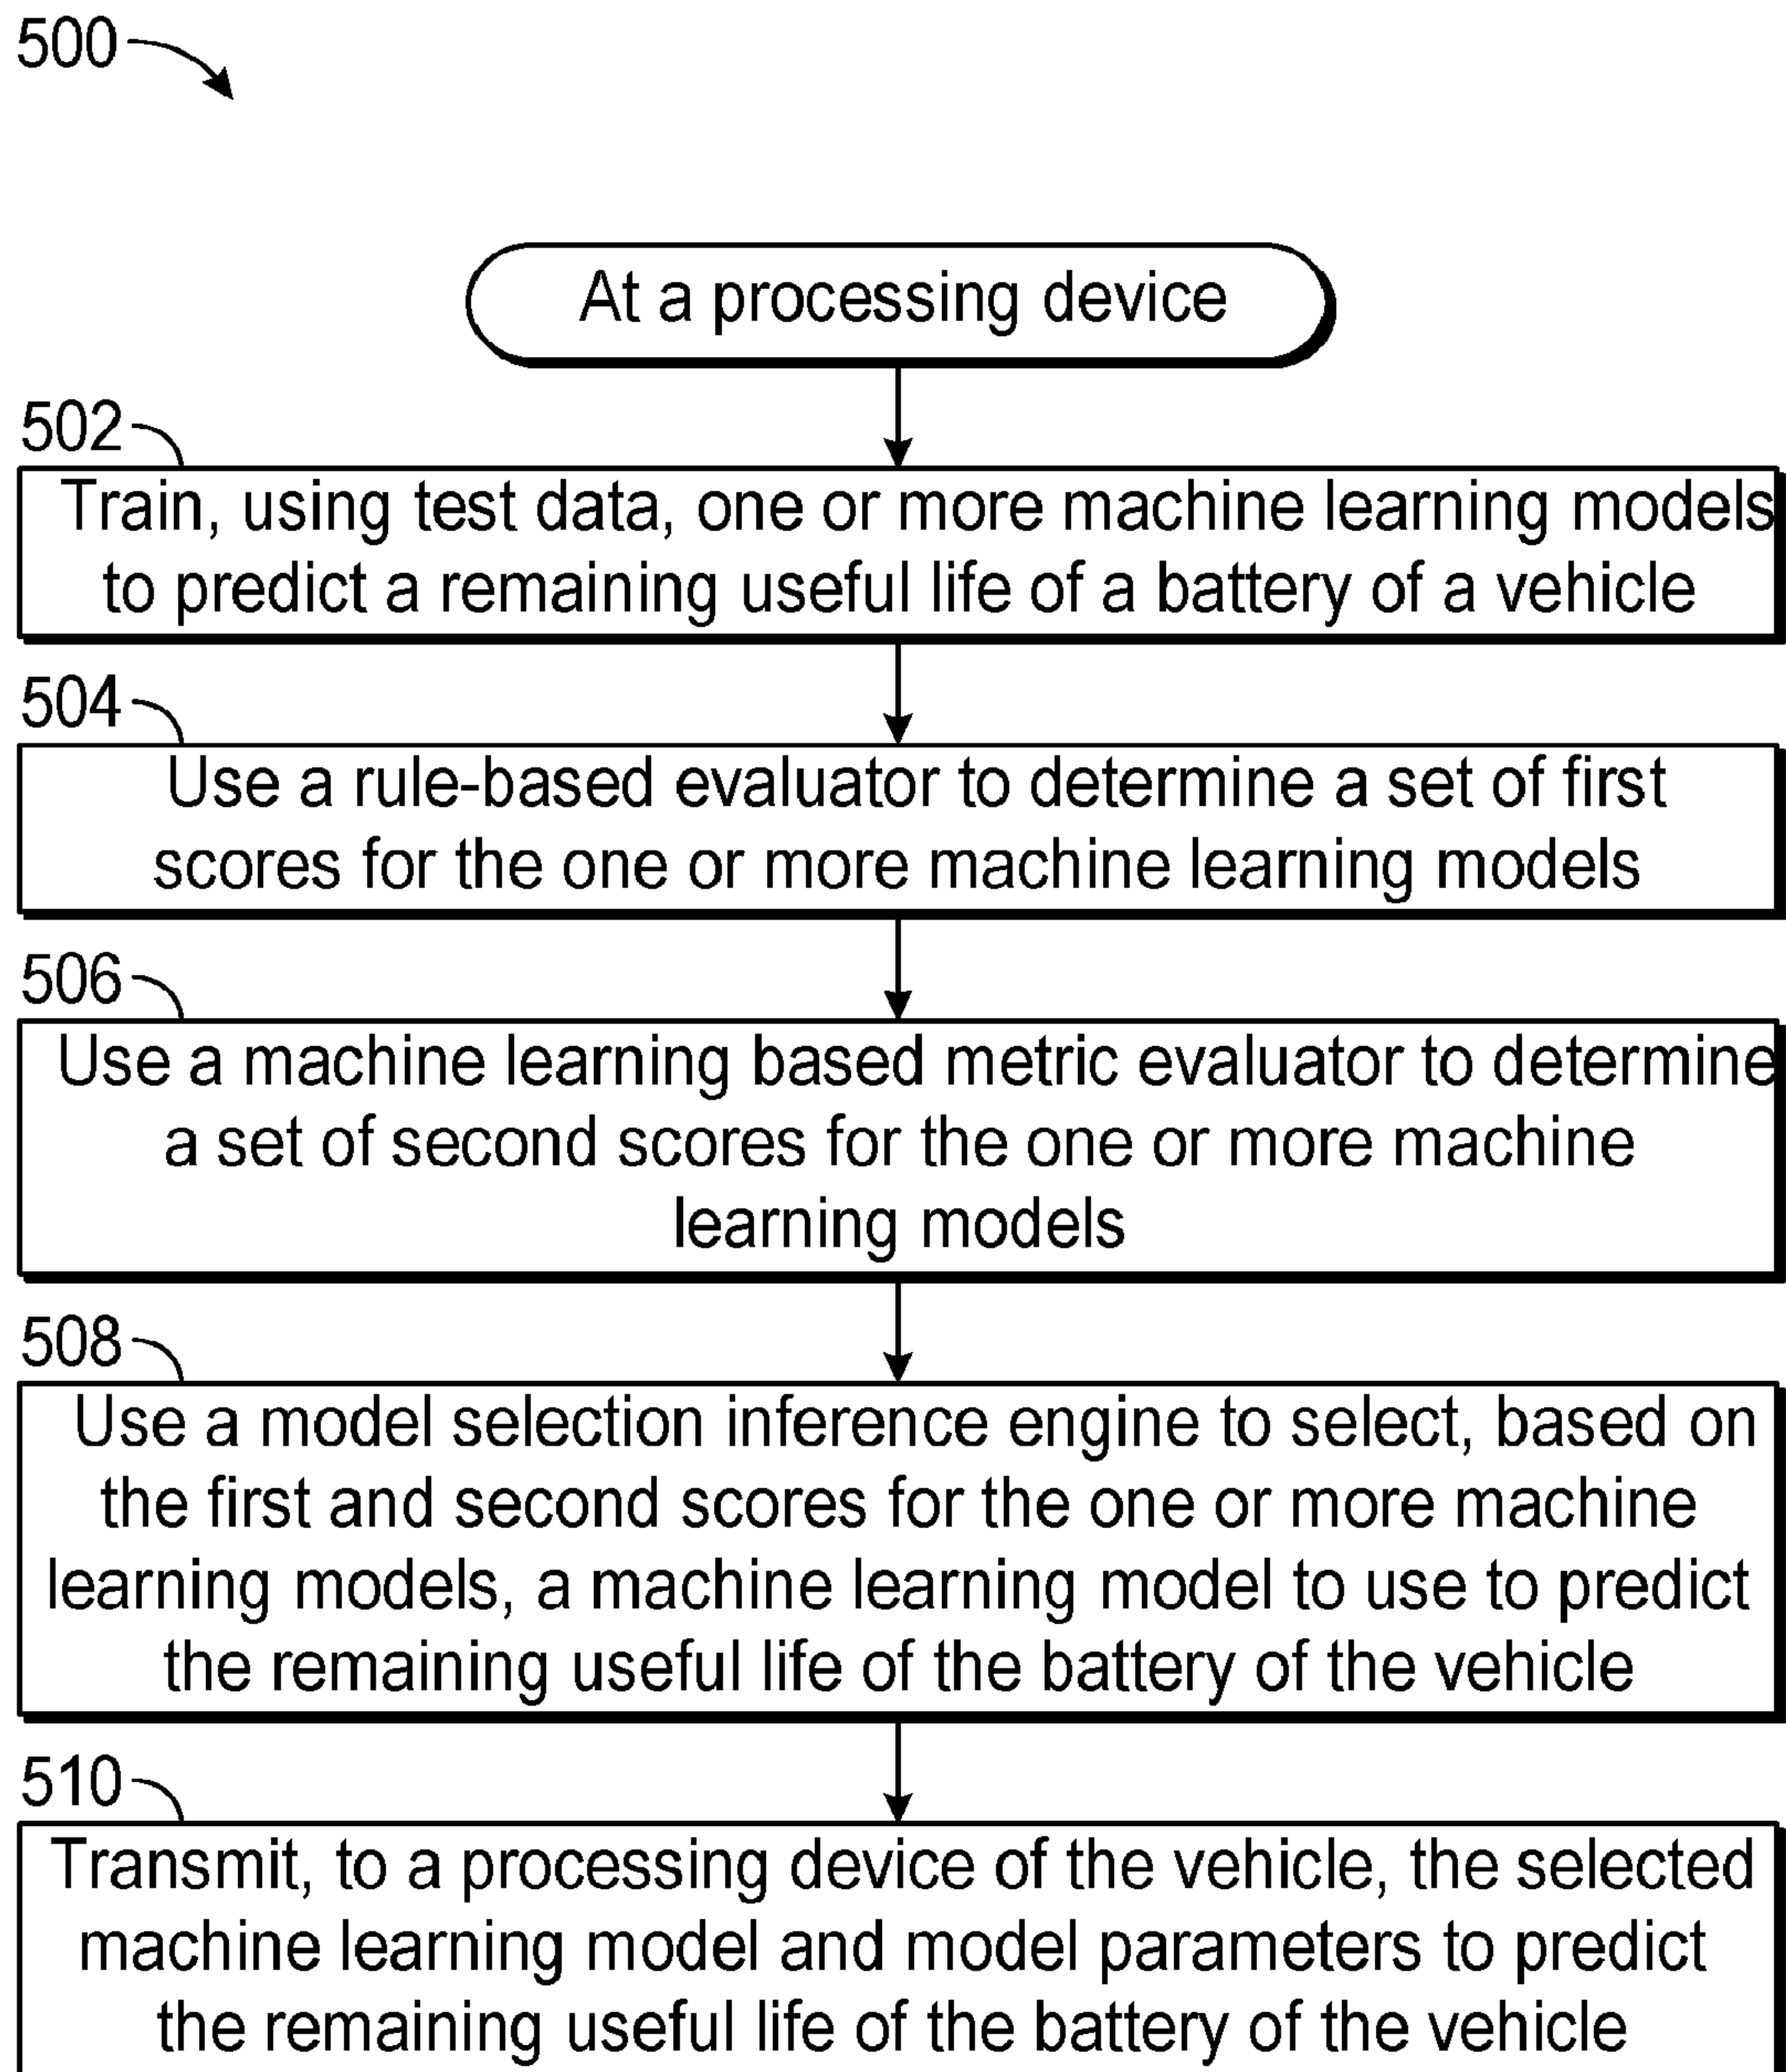 500
At a processing device
502
Train, using test data, one or more machine learning models
to predict a remaining useful life of a battery of a vehicle
504
Use a rule-based evaluator to determine a set of first
scores for the one or more machine learning models
506
Use a machine learning based metric evaluator to determine
a set of second scores for the one or more machine
learning models
508
Use a model selection inference engine to select, based on
the first and second scores for the one or more machine
learning models, a machine learning model to use to predict
the remaining useful life of the battery of the vehicle
510
Transmit, to a processing device of the vehicle, the selected
machine learning model and model parameters to predict
the remaining useful life of the battery of the vehicle